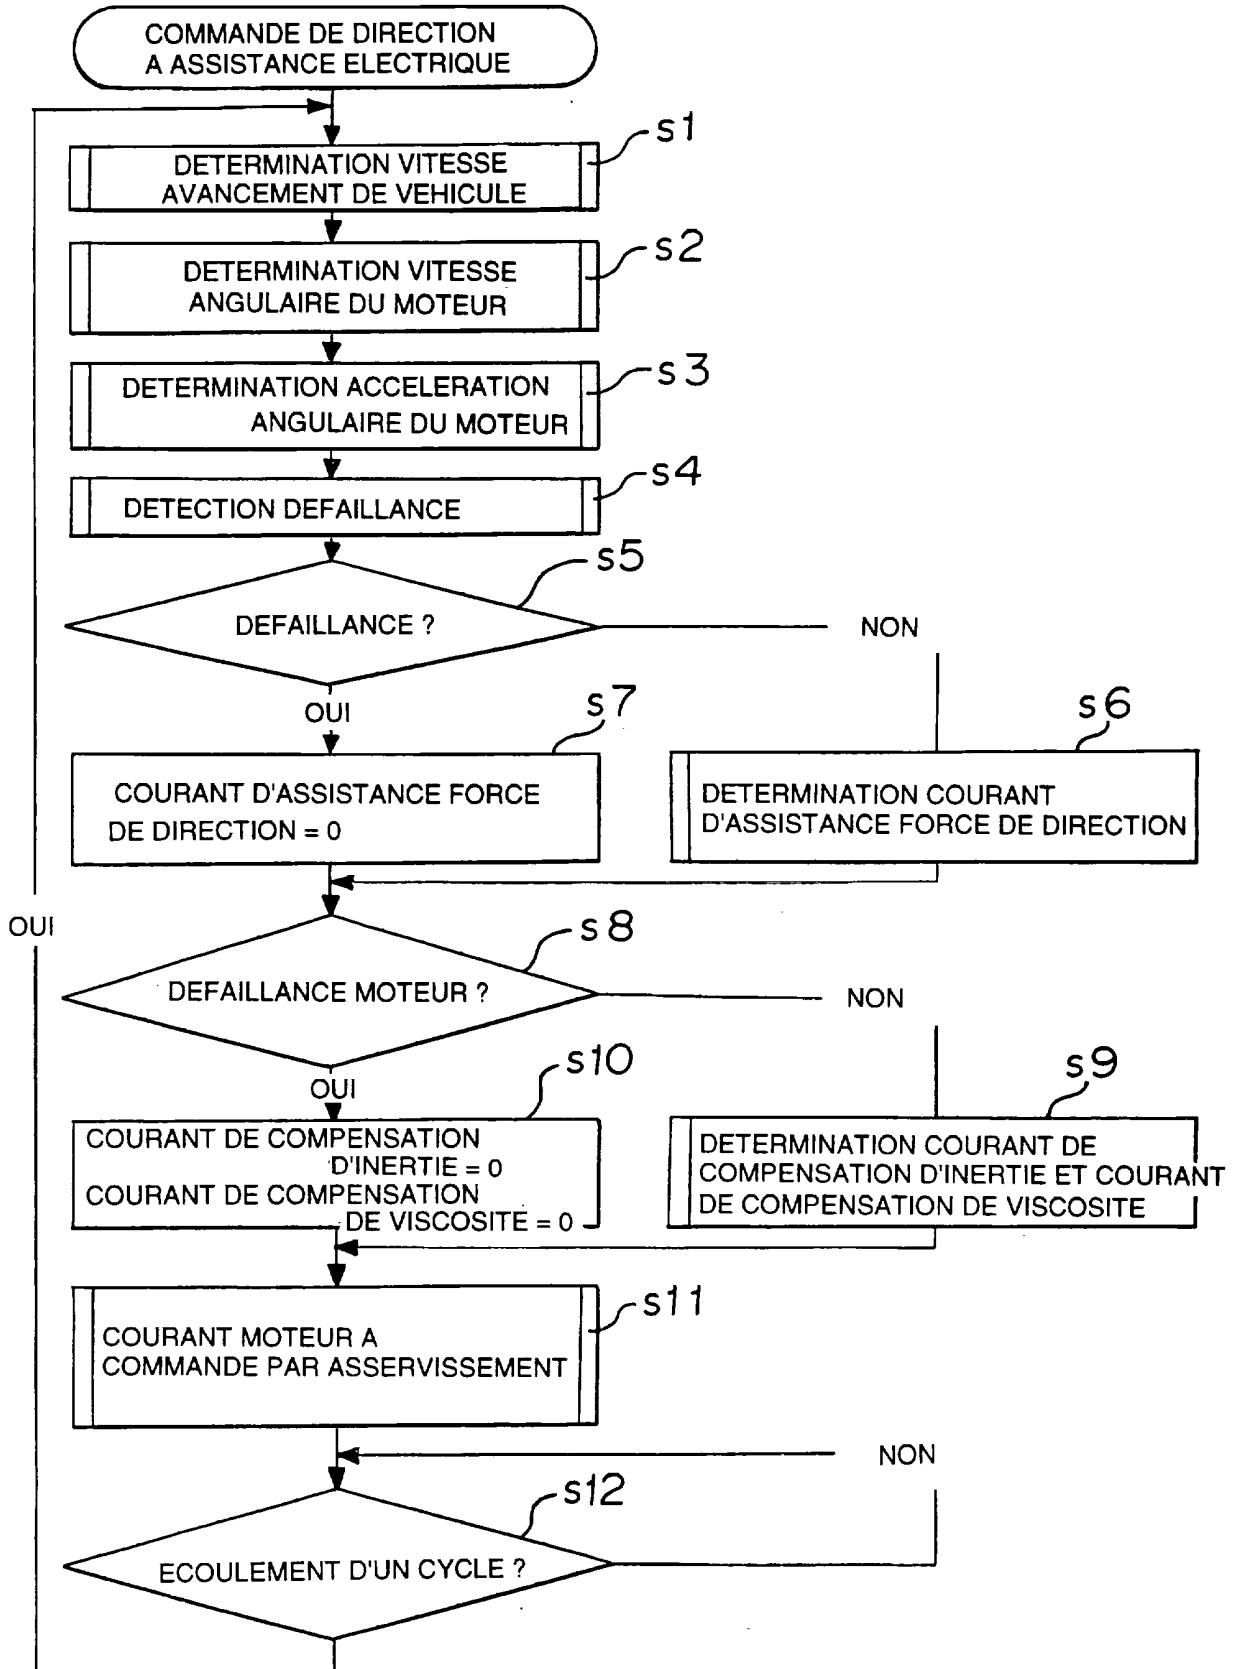 COMMANDE DE DIRECTION
A ASSISTANCE ELECTRIQUE
s1
DETERMINATION VITESSE
AVANCEMENT DE VEHICULE
s2
DETERMINATION VITESSE
ANGULAIRE DU MOTEUR
s3
DETERMINATION ACCELERATION
ANGULAIRE DU MOTEUR
s4
DETECTION DEFAILLANCE
s5
DEFAILLANCE ?
NON
OUI
s7
COURANT D'ASSISTANCE FORCE
DE DIRECTION = 0
s6
DETERMINATION COURANT
D'ASSISTANCE FORCE DE DIRECTION
OUI
s8
DEFAILLANCE MOTEUR ?
NON
OUI
s10
COURANT DE COMPENSATION
D'INERTIE = 0
COURANT DE COMPENSATION
DE VISCOSITE = 0
s9
DETERMINATION COURANT DE
COMPENSATION D'INERTIE ET COURANT
DE COMPENSATION DE VISCOSITE
s11
COURANT MOTEUR A
COMMANDE PAR ASSERVISSEMENT
NON
s12
ECOULEMENT D'UN CYCLE ?